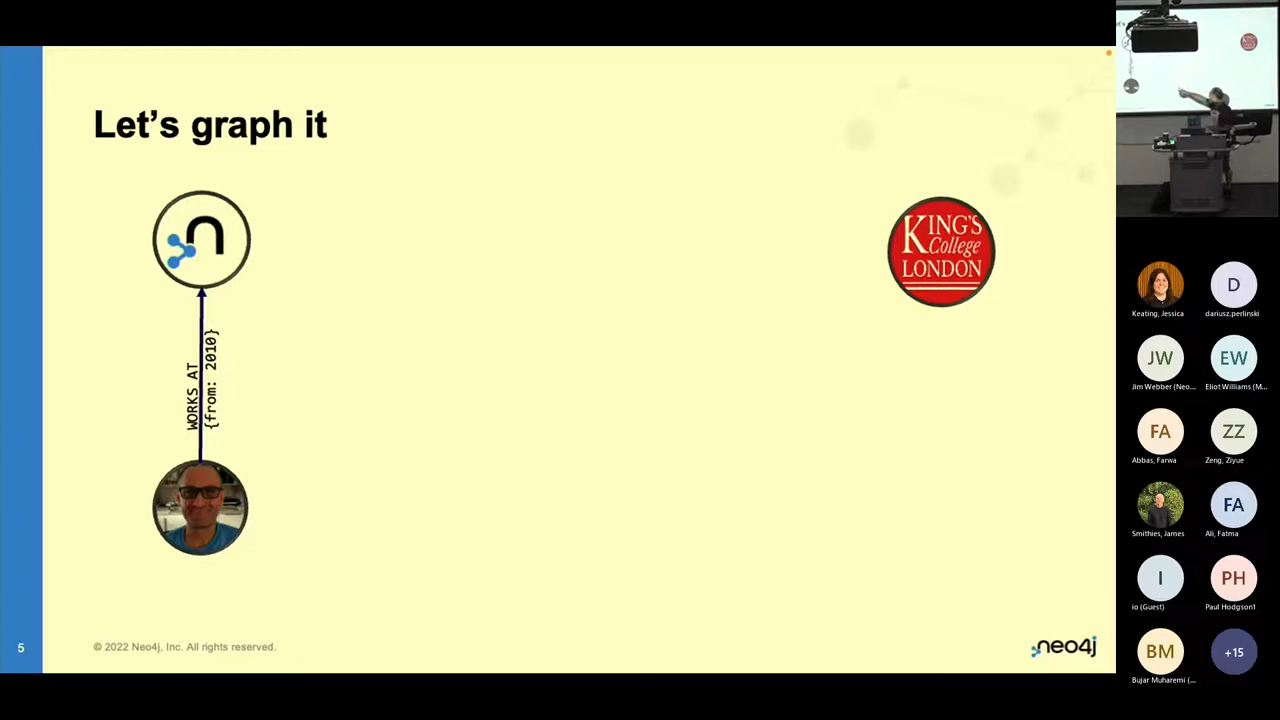 Let's graph it
n
KING'S
College
LONDON
WORKS AT
{from: 2010}
5
© 2022 Neo4j, Inc. All rights reserved.
neo4j
Keating, Jessica
D
dariusz.perlinski
JW
Jim Webber (Neo...
EW
Eliot Williams (M...
FA
Abbas, Farwa
ZZ
Zeng, Ziyue
Smithies, James
FA
Ali, Fatma
I
io (Guest)
PH
Paul Hodgson1
BM
Bujar Muharemi (...
+15